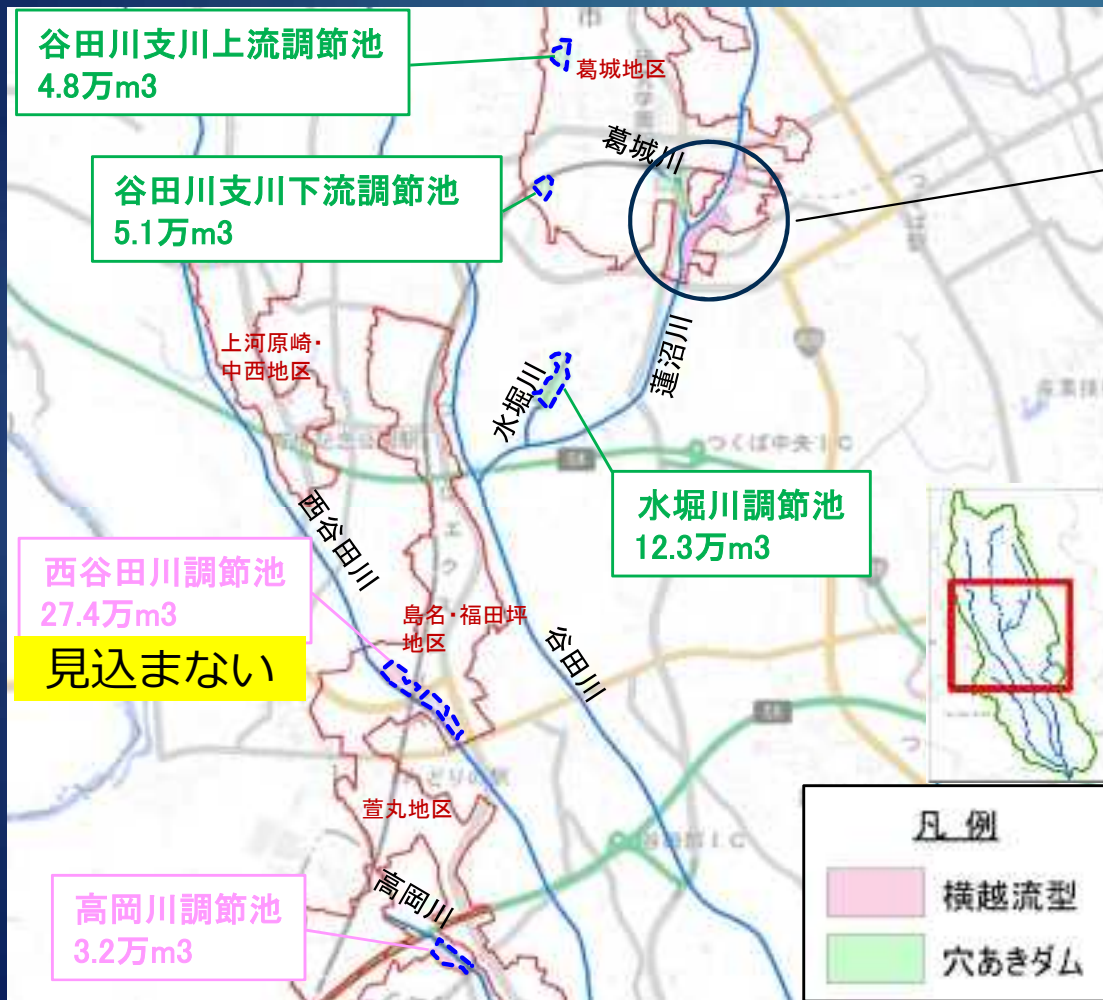 市
谷田川支川上流調節池
4.8万m3
葛城地区
葛城川
谷田川支川下流調節池
5.1万m3
上河原崎・
中西地区
蓮沼川
水堀川
つくば中央IC
水堀川調節池
12.3万m3
西谷田川
西谷田川調節池
27.4万m3
見込まない
島名・福田坪
地区
谷田川
萱丸地区
高岡川
高岡川調節池
3.2万m3
凡 例
横越流型
穴あきダム